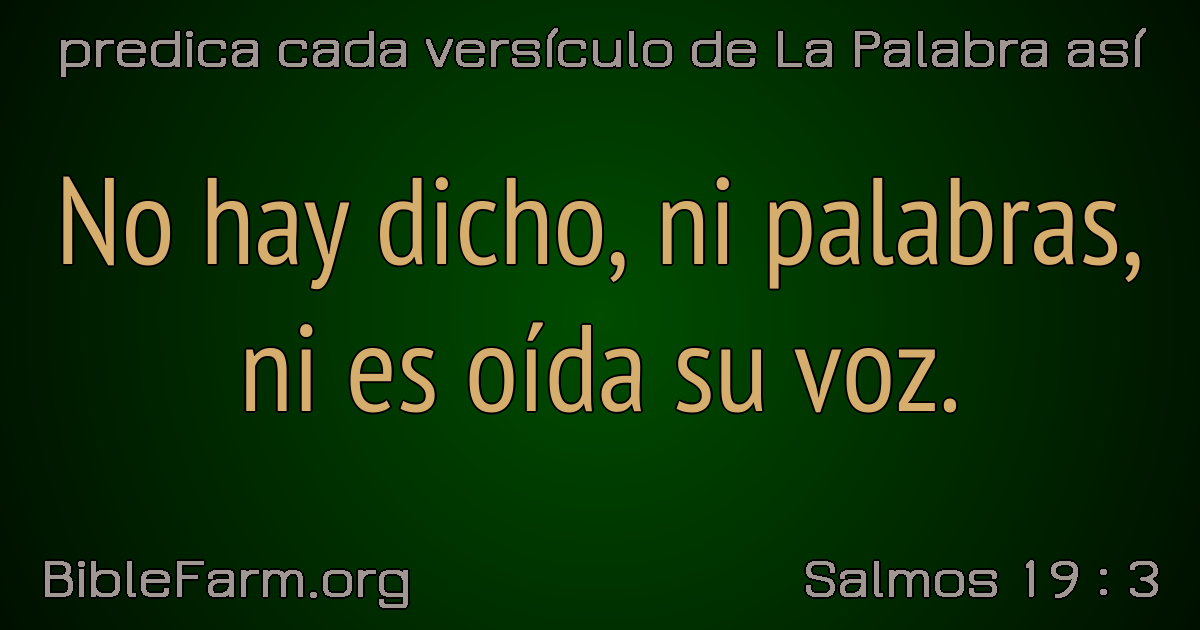 predica cada versículo de La Palabra así
No hay dicho, ni palabras,
ni es oída su voz.
BibleFarm.org
Salmos 19 : 3